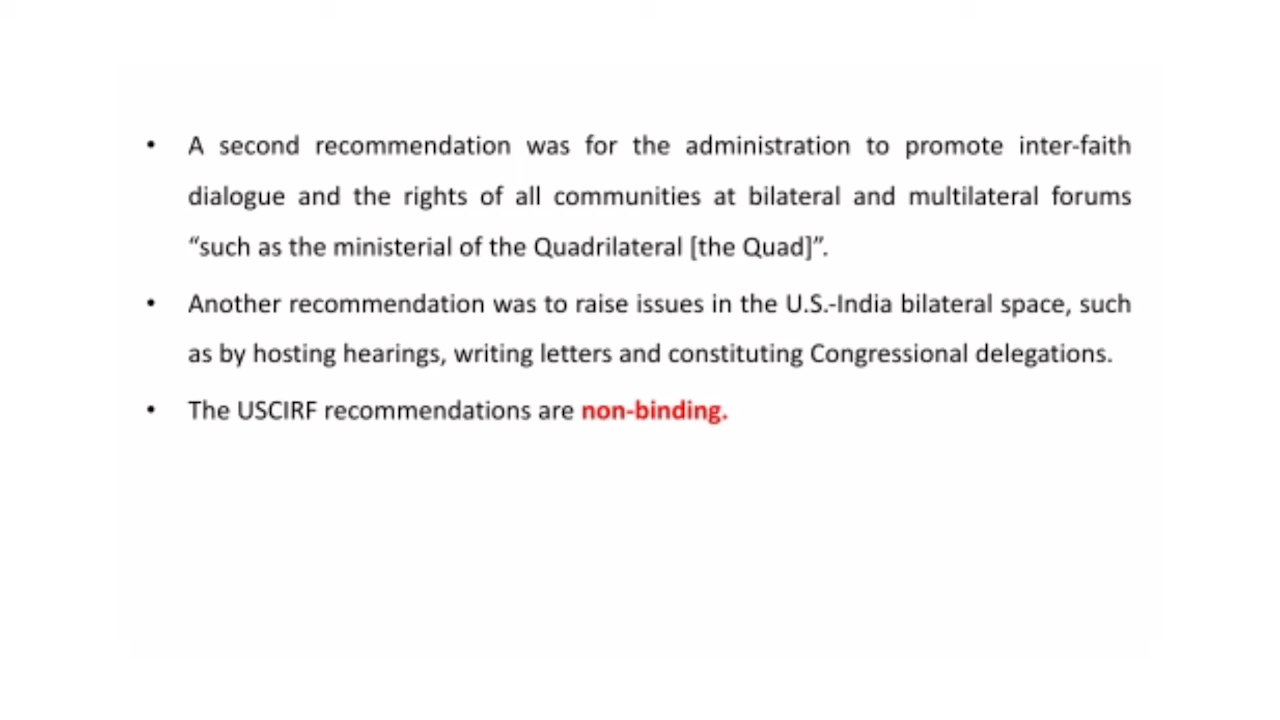 • A second recommendation was for the administration to promote inter-faith
dialogue and the rights of all communities at bilateral and multilateral forums
“such as the ministerial of the Quadrilateral [the Quad]”.
• Another recommendation was to raise issues in the U.S.-India bilateral space, such
as by hosting hearings, writing letters and constituting Congressional delegations.
• The USCIRF recommendations are non-binding.